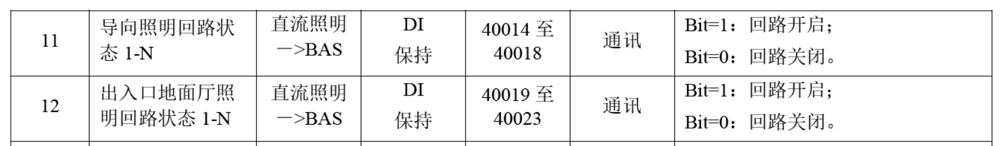 11
导向照明回路状
态 1-N
直流照明
—>BAS
DI
保持
40014 至
40018
通讯
Bit=1：回路开启；
Bit=0：回路关闭。
12
出入口地面厅照
明回路状态 1-N
直流照明
—>BAS
DI
保持
40019 至
40023
通讯
Bit=1：回路开启；
Bit=0：回路关闭。